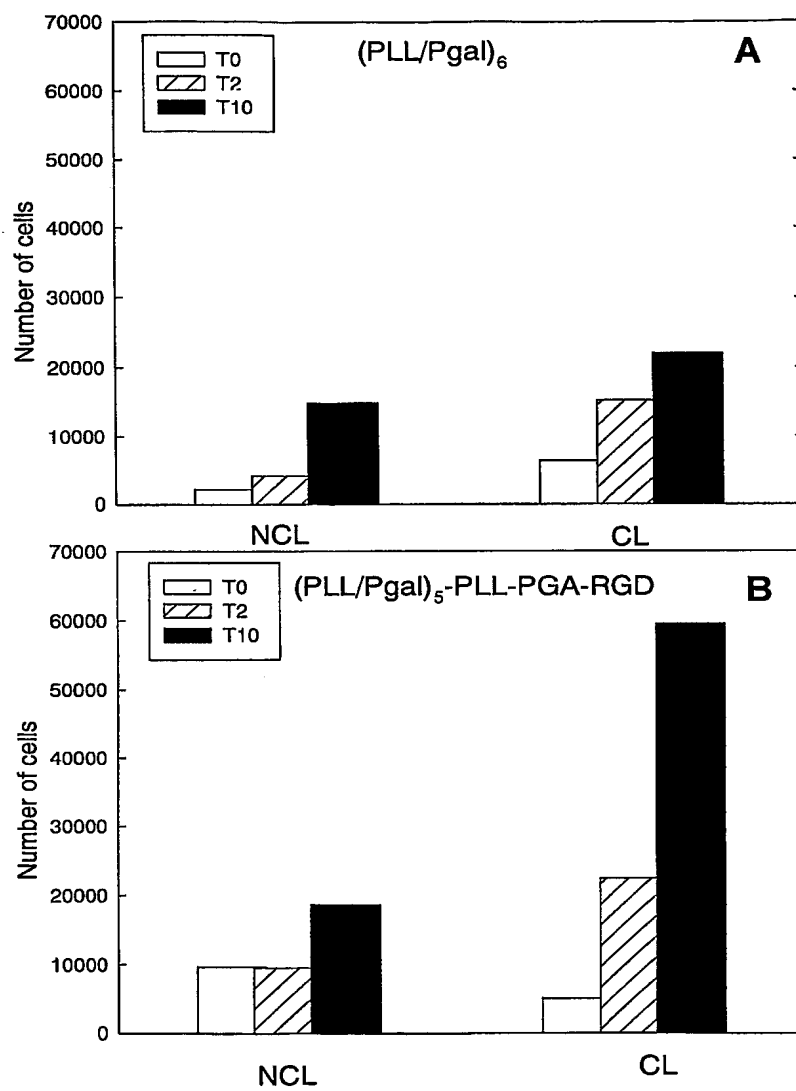 70000
60000
50000
40000
30000
20000
10000
0
Number of cells
T0
T2
T10
(PLL/Pgal)6
A
NCL CL
70000
60000
50000
40000
30000
20000
10000
0
Number of cells
T0
T2
T10
(PLL/Pgal)5-PLL-PGA-RGD
B
NCL CL